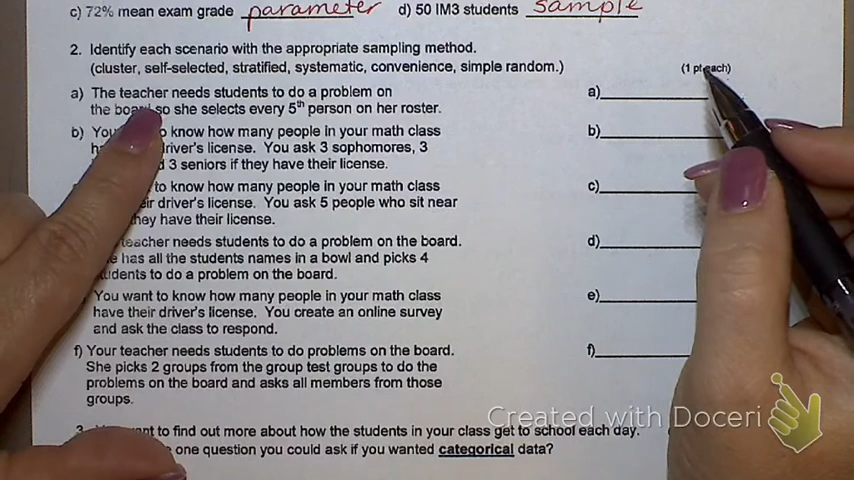 c) 72% mean exam grade parameter d) 50 IM3 students sample
2. Identify each scenario with the appropriate sampling method.
(cluster, self-selected, stratified, systematic, convenience, simple random.) (1 pt each)
a) The teacher needs students to do a problem on a)
the board so she selects every 5th person on her roster.
b) You to know how many people in your math class b)
driver's license. You ask 3 sophomores, 3
3 seniors if they have their license.
to know how many people in your math class c)
driver's license. You ask 5 people who sit near
they have their license.
teacher needs students to do a problem on the board. d)
has all the students names in a bowl and picks 4
students to do a problem on the board.
You want to know how many people in your math class e)
have their driver's license. You create an online survey
and ask the class to respond.
f) Your teacher needs students to do problems on the board. f)
She picks 2 groups from the group test groups to do the
problems on the board and asks all members from those
groups.
Created with Doceri
3. want to find out more about how the students in your class get to school each day.
one question you could ask if you wanted categorical data?